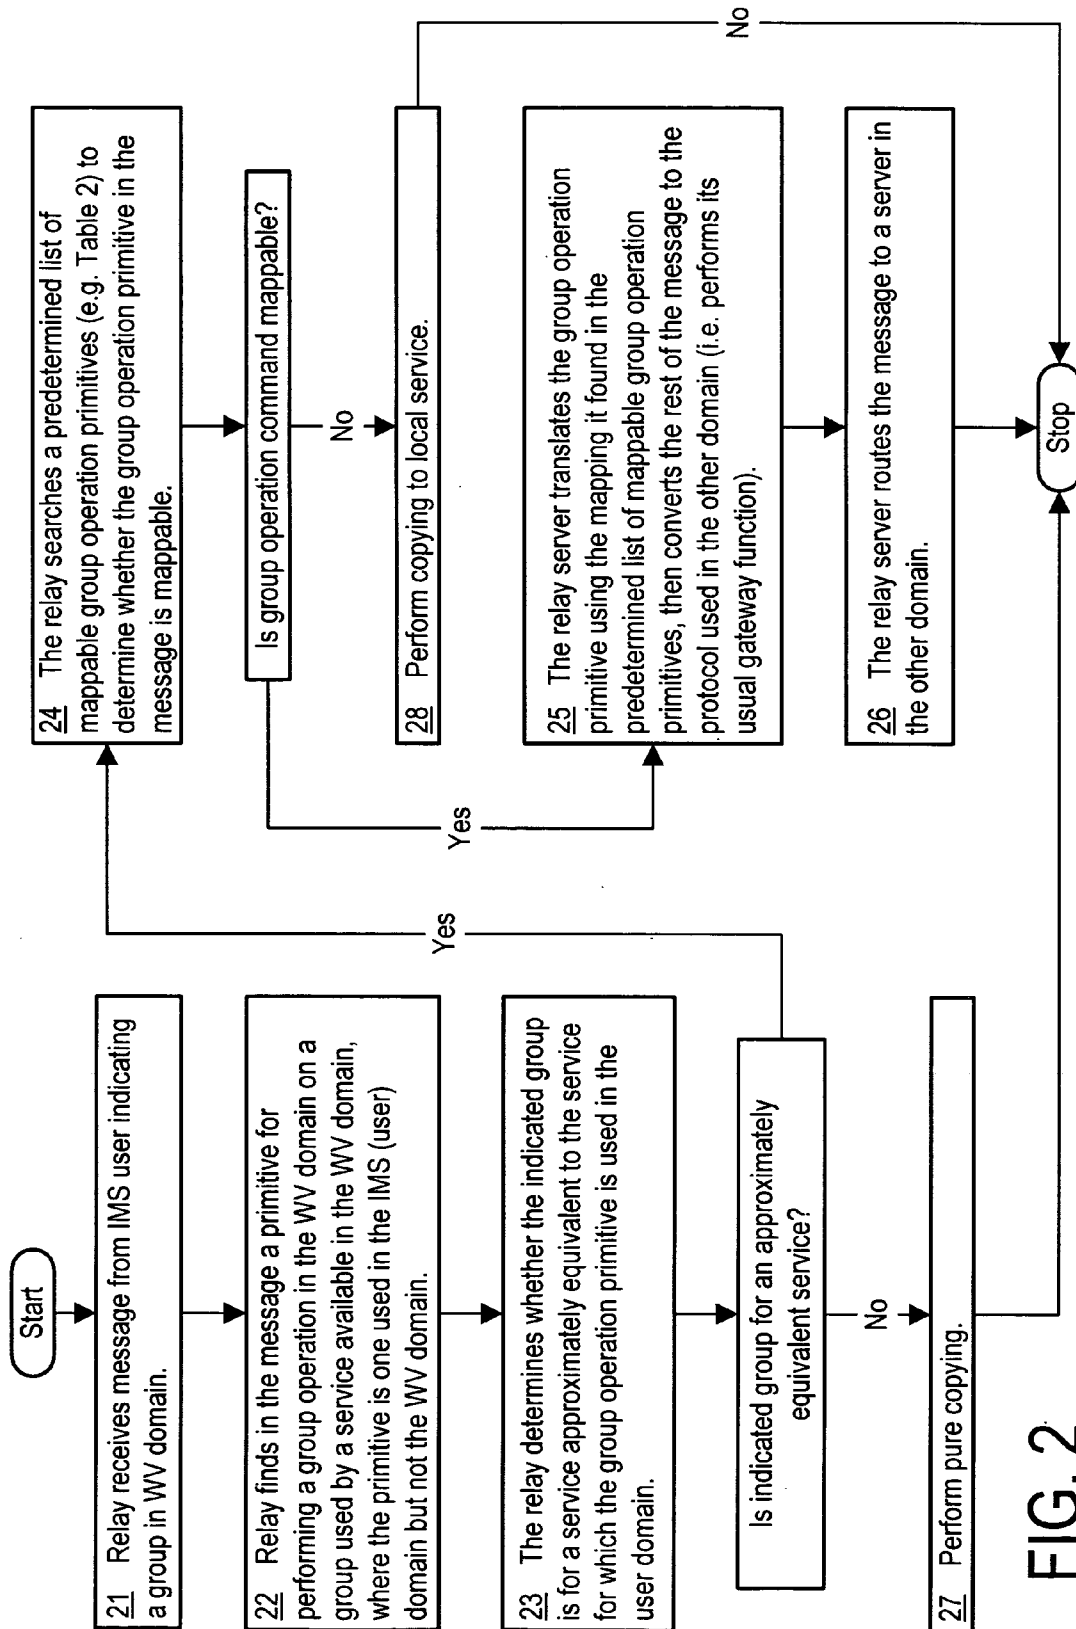 Start
21 Relay receives message from IMS user indicating
a group in WV domain.
22 Relay finds in the message a primitive for
performing a group operation in the WV domain on a
group used by a service available in the WV domain,
where the primitive is one used in the IMS (user)
domain but not the WV domain.
23 The relay determines whether the indicated group
is for a service approximately equivalent to the service
for which the group operation primitive is used in the
user domain.
Is indicated group for an approximately
equivalent service?
No
Yes
27 Perform pure copying.
24 The relay searches a predetermined list of
mappable group operation primitives (e.g. Table 2) to
determine whether the group operation primitive in the
message is mappable.
Is group operation command mappable?
No
Yes
28 Perform copying to local service.
No
25 The relay server translates the group operation
primitive using the mapping it found in the
predetermined list of mappable group operation
primitives, then converts the rest of the message to the
protocol used in the other domain (i.e. performs its
usual gateway function).
26 The relay server routes the message to a server in
the other domain.
Stop
FIG. 2